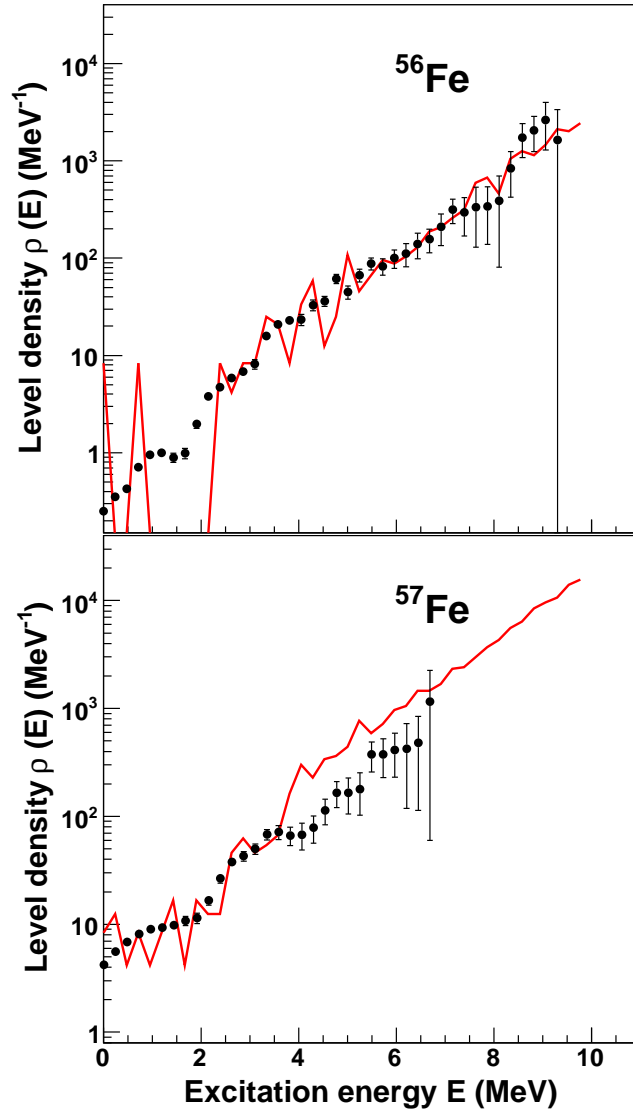 10⁴
10³
10²
10
1
Level density ρ (E) (MeV⁻¹)
⁵⁶Fe
10⁴
10³
10²
10
1
Level density ρ (E) (MeV⁻¹)
⁵⁷Fe
0 2 4 6 8 10
Excitation energy E (MeV)